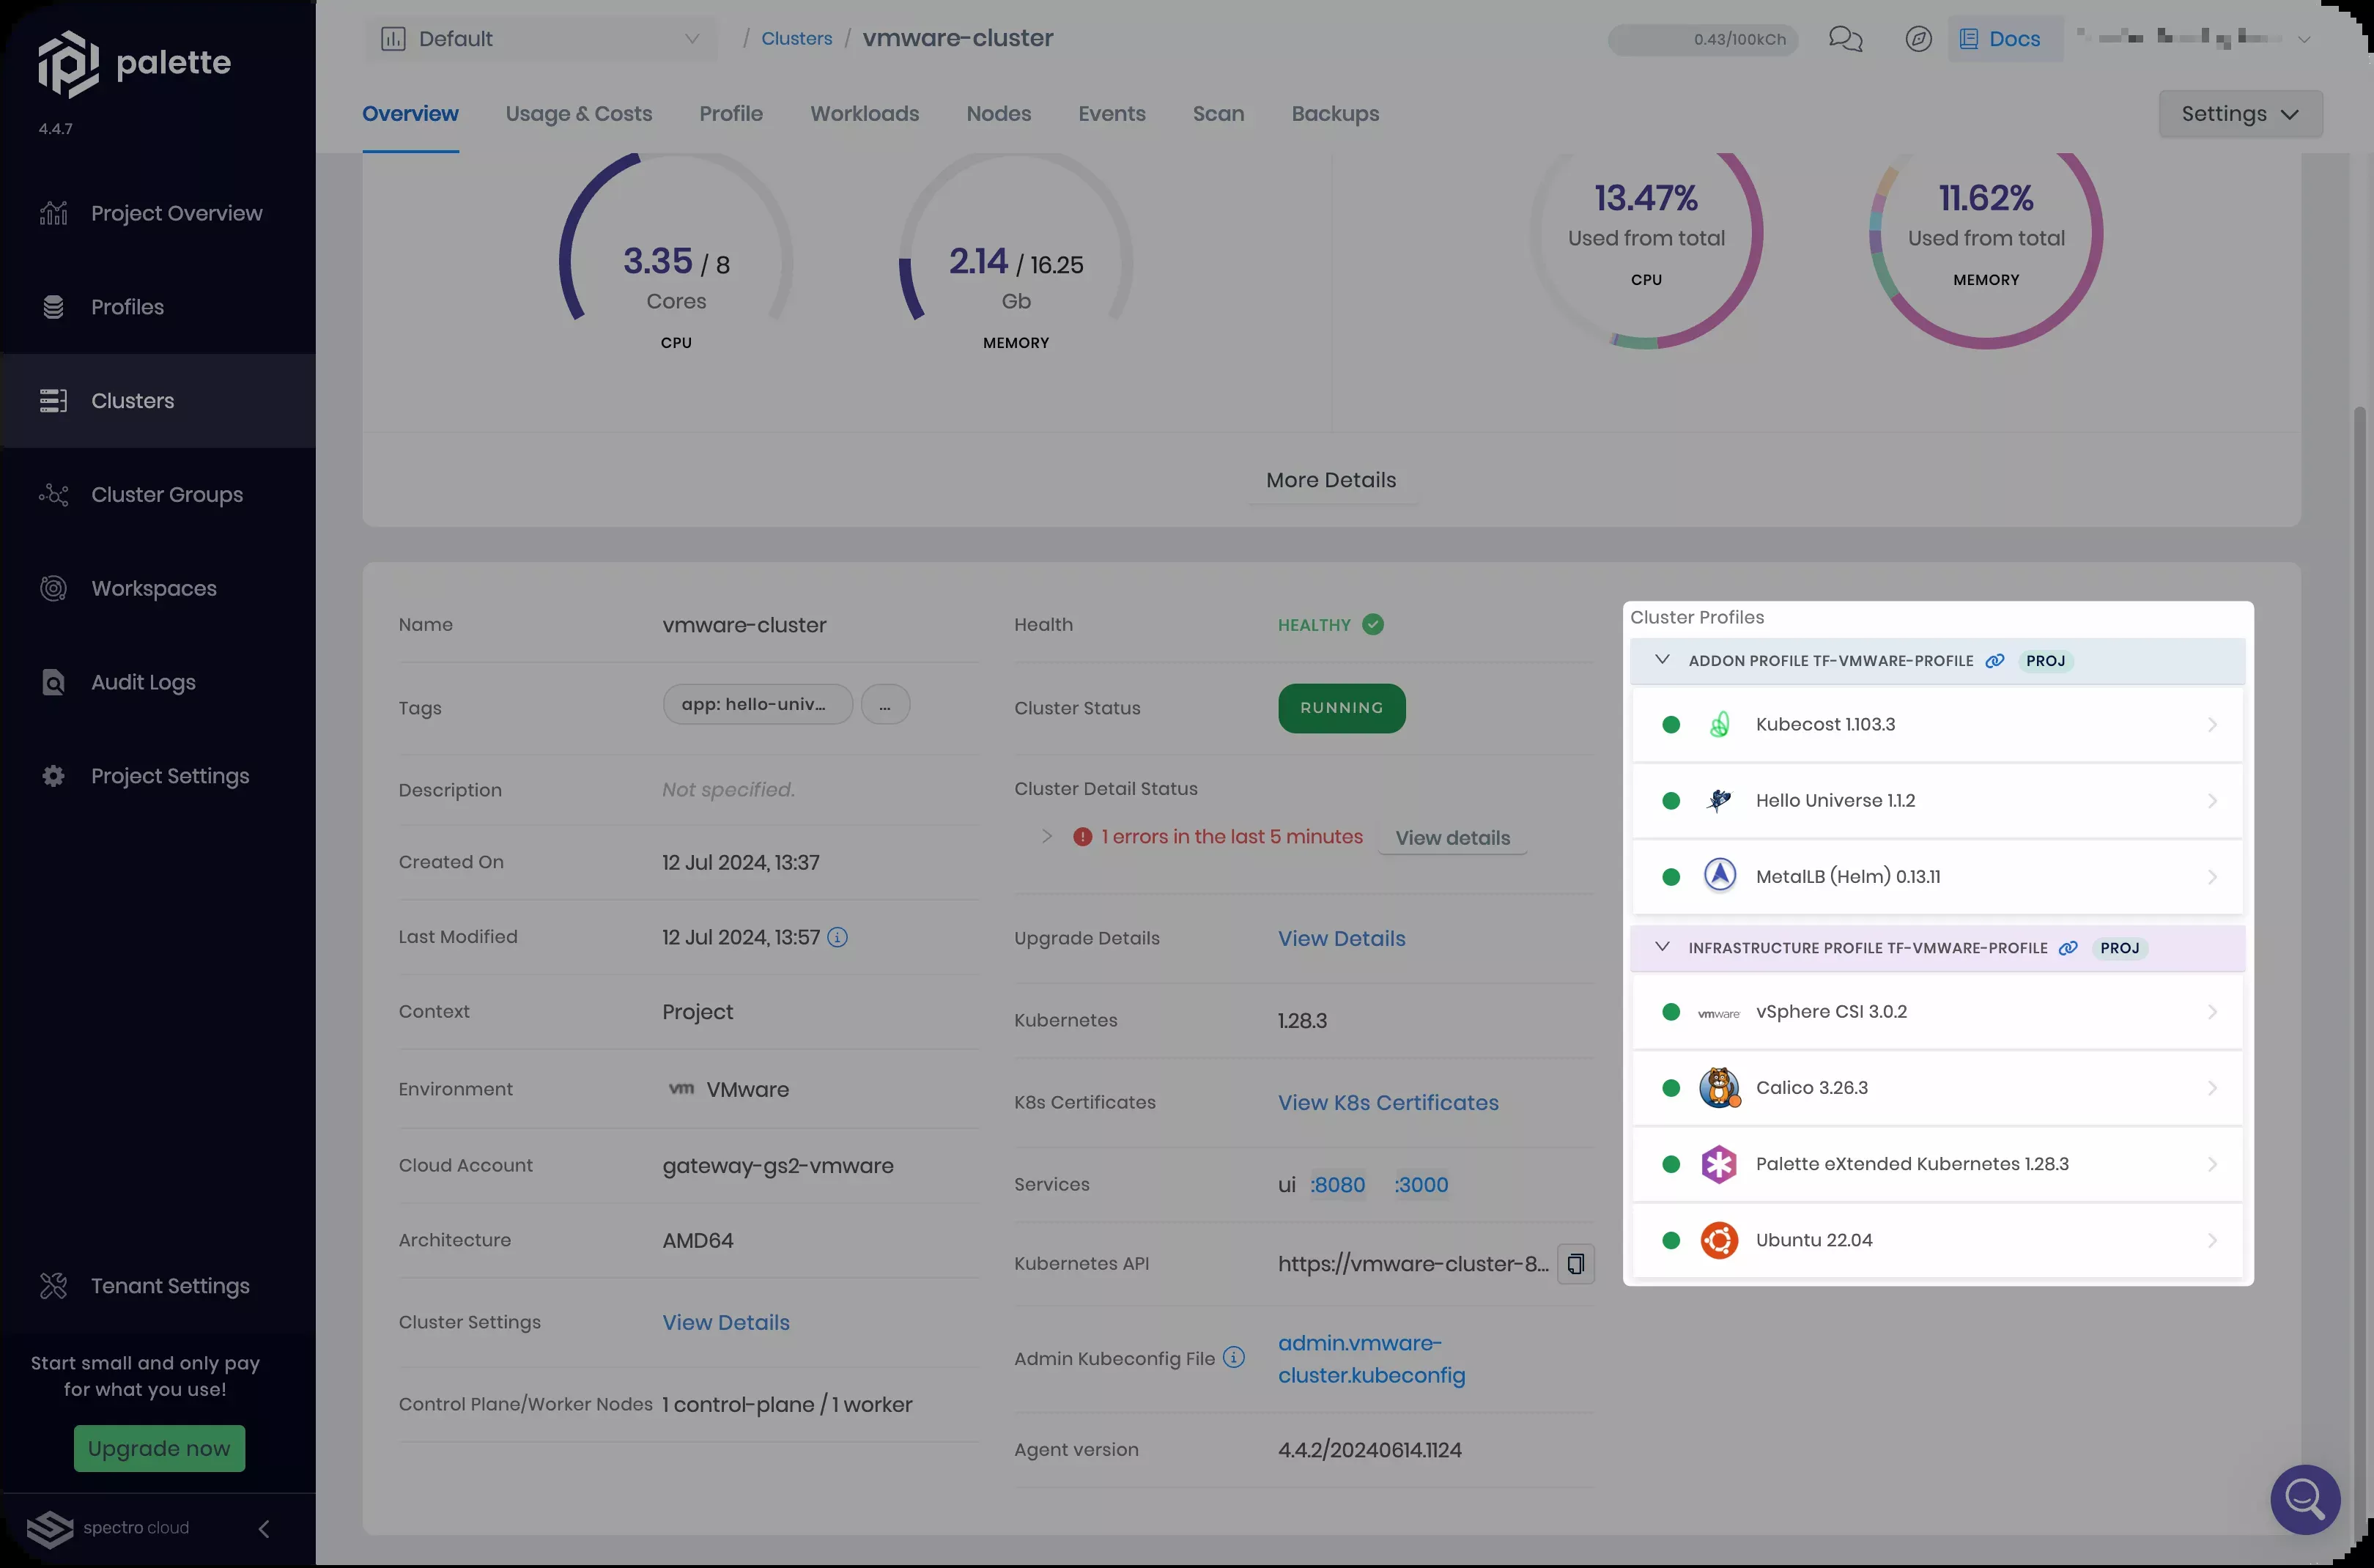 palette
4.4.7
Project Overview
Profiles
Clusters
Cluster Groups
Workspaces
Audit Logs
Project Settings
Tenant Settings
Start small and only pay
for what you use!
Upgrade now
spectro cloud
Default
/ Clusters / vmware-cluster
0.43/100kCh
Docs
Overview
Usage & Costs
Profile
Workloads
Nodes
Events
Scan
Backups
Settings
3.35 / 8
Cores
CPU
2.14 / 16.25
Gb
MEMORY
13.47%
Used from total
CPU
11.62%
Used from total
MEMORY
More Details
Name vmware-cluster
Tags app: hello-univ... ...
Description Not specified.
Created On 12 Jul 2024, 13:37
Last Modified 12 Jul 2024, 13:57
Context Project
Environment vm VMware
Cloud Account gateway-gs2-vmware
Architecture AMD64
Cluster Settings View Details
Control Plane/Worker Nodes 1 control-plane / 1 worker
Health HEALTHY
Cluster Status RUNNING
Cluster Detail Status
1 errors in the last 5 minutes View details
Upgrade Details View Details
Kubernetes 1.28.3
K8s Certificates View K8s Certificates
Services ui :8080 :3000
Kubernetes API https://vmware-cluster-8...
Admin Kubeconfig File admin.vmware-
cluster.kubeconfig
Agent version 4.4.2/20240614.1124
Cluster Profiles
ADDON PROFILE TF-VMWARE-PROFILE PROJ
Kubecost 1.103.3
Hello Universe 1.1.2
MetalLB (Helm) 0.13.11
INFRASTRUCTURE PROFILE TF-VMWARE-PROFILE PROJ
vmware vSphere CSI 3.0.2
Calico 3.26.3
Palette eXtended Kubernetes 1.28.3
Ubuntu 22.04